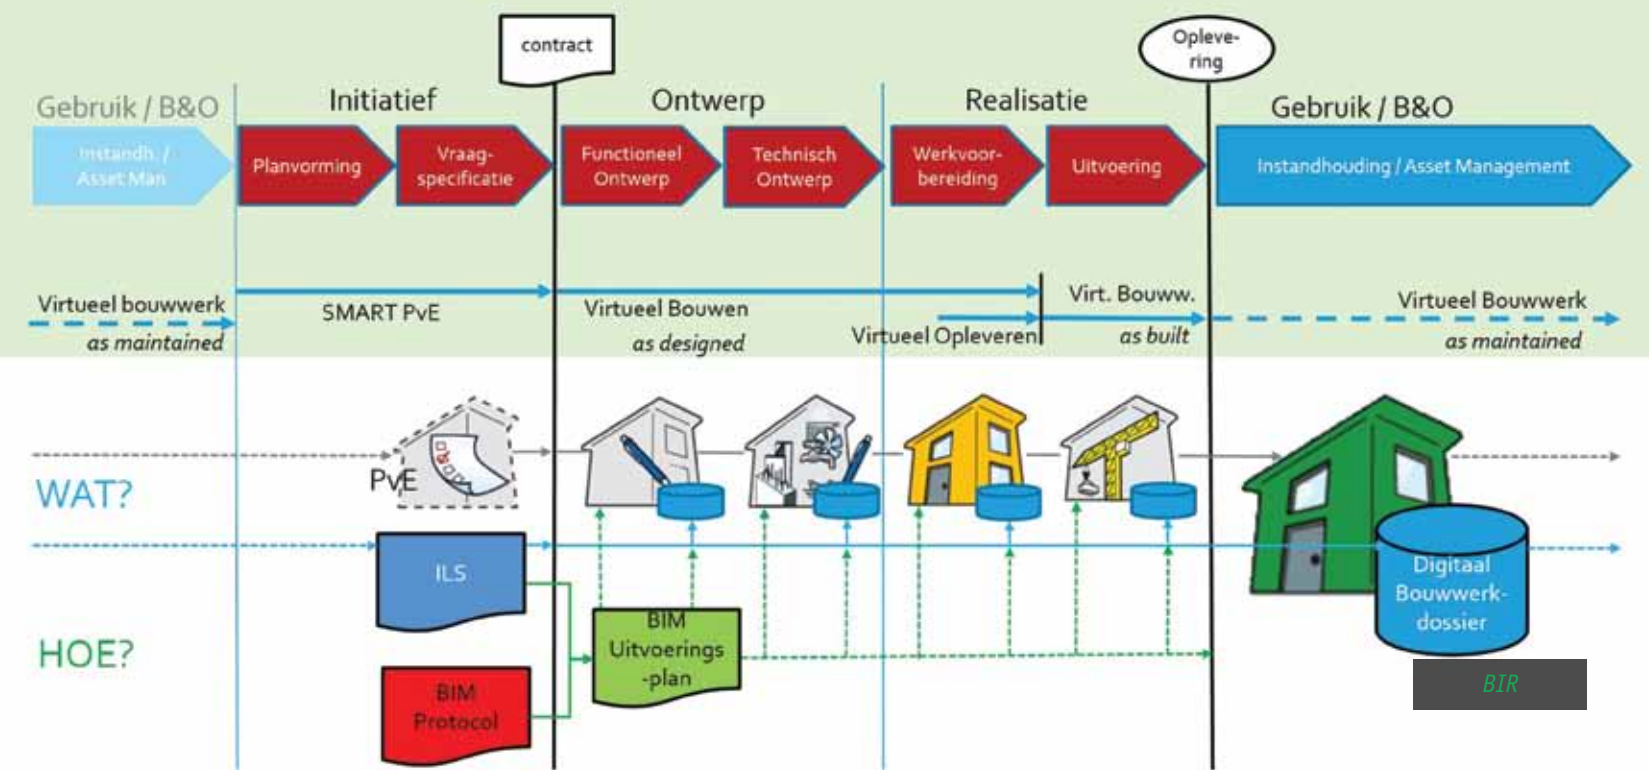 contract
Opleve-
ring
Gebruik / B&O
Initiatief
Ontwerp
Realisatie
Gebruik / B&O
Instandh. /
Asset Man
Planvorming
Vraag-
specificatie
Functioneel
Ontwerp
Technisch
Ontwerp
Werkvoor-
bereiding
Uitvoering
Instandhouding / Asset Management
Virtueel bouwwerk
as maintained
SMART PvE
Virtueel Bouwen
as designed
Virtueel Opleveren
Virt. Bouww.
as built
Virtueel Bouwwerk
as maintained
WAT?
PvE
ILS
HOE?
BIM
Protocol
BIM
Uitvoerings
-plan
Digitaal
Bouwwerk-
dossier
BIR